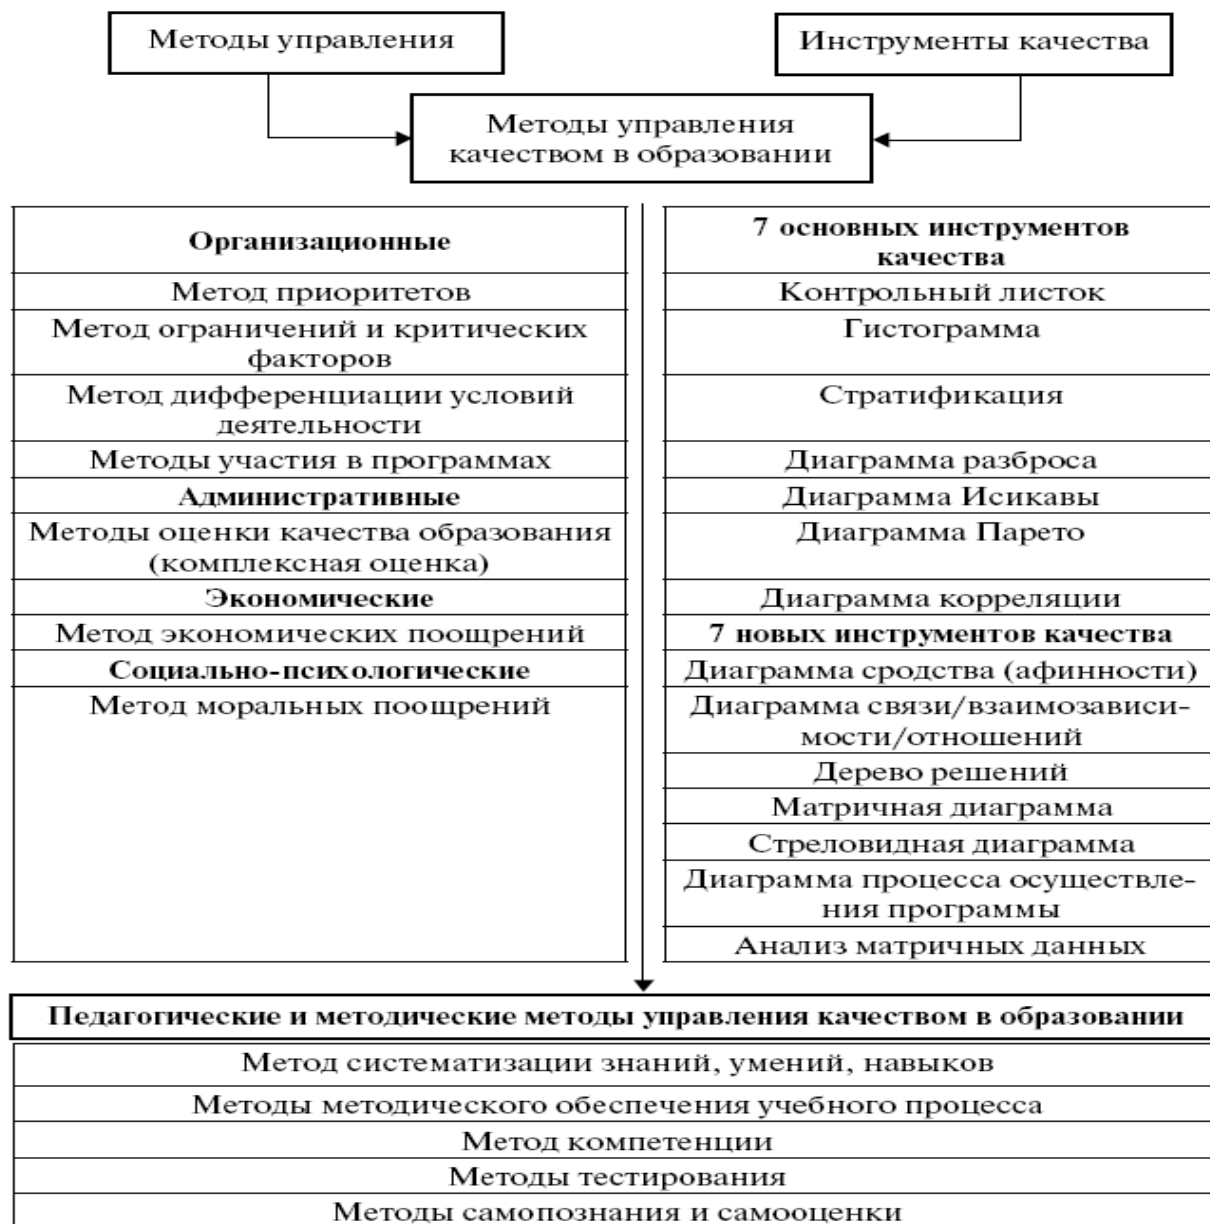 Методы управления
Инструменты качества
Методы управления
качеством в образовании
Организационные
Метод приоритетов
Метод ограничений и критических
факторов
Метод дифференциации условий
деятельности
Методы участия в программах
Административные
Методы оценки качества образования
(комплексная оценка)
Экономические
Метод экономических поощрений
Социально-психологические
Метод моральных поощрений
7 основных инструментов
качества
Контрольный листок
Гистограмма
Стратификация
Диаграмма разброса
Диаграмма Исикавы
Диаграмма Парето
Диаграмма корреляции
7 новых инструментов качества
Диаграмма сродства (афинности)
Диаграмма связи/взаимозависи-
мости/отношений
Дерево решений
Матричная диаграмма
Стреловидная диаграмма
Диаграмма процесса осуществле-
ния программы
Анализ матричных данных
Педагогические и методические методы управления качеством в образовании
Метод систематизации знаний, умений, навыков
Методы методического обеспечения учебного процесса
Метод компетенции
Методы тестирования
Методы самопознания и самооценки